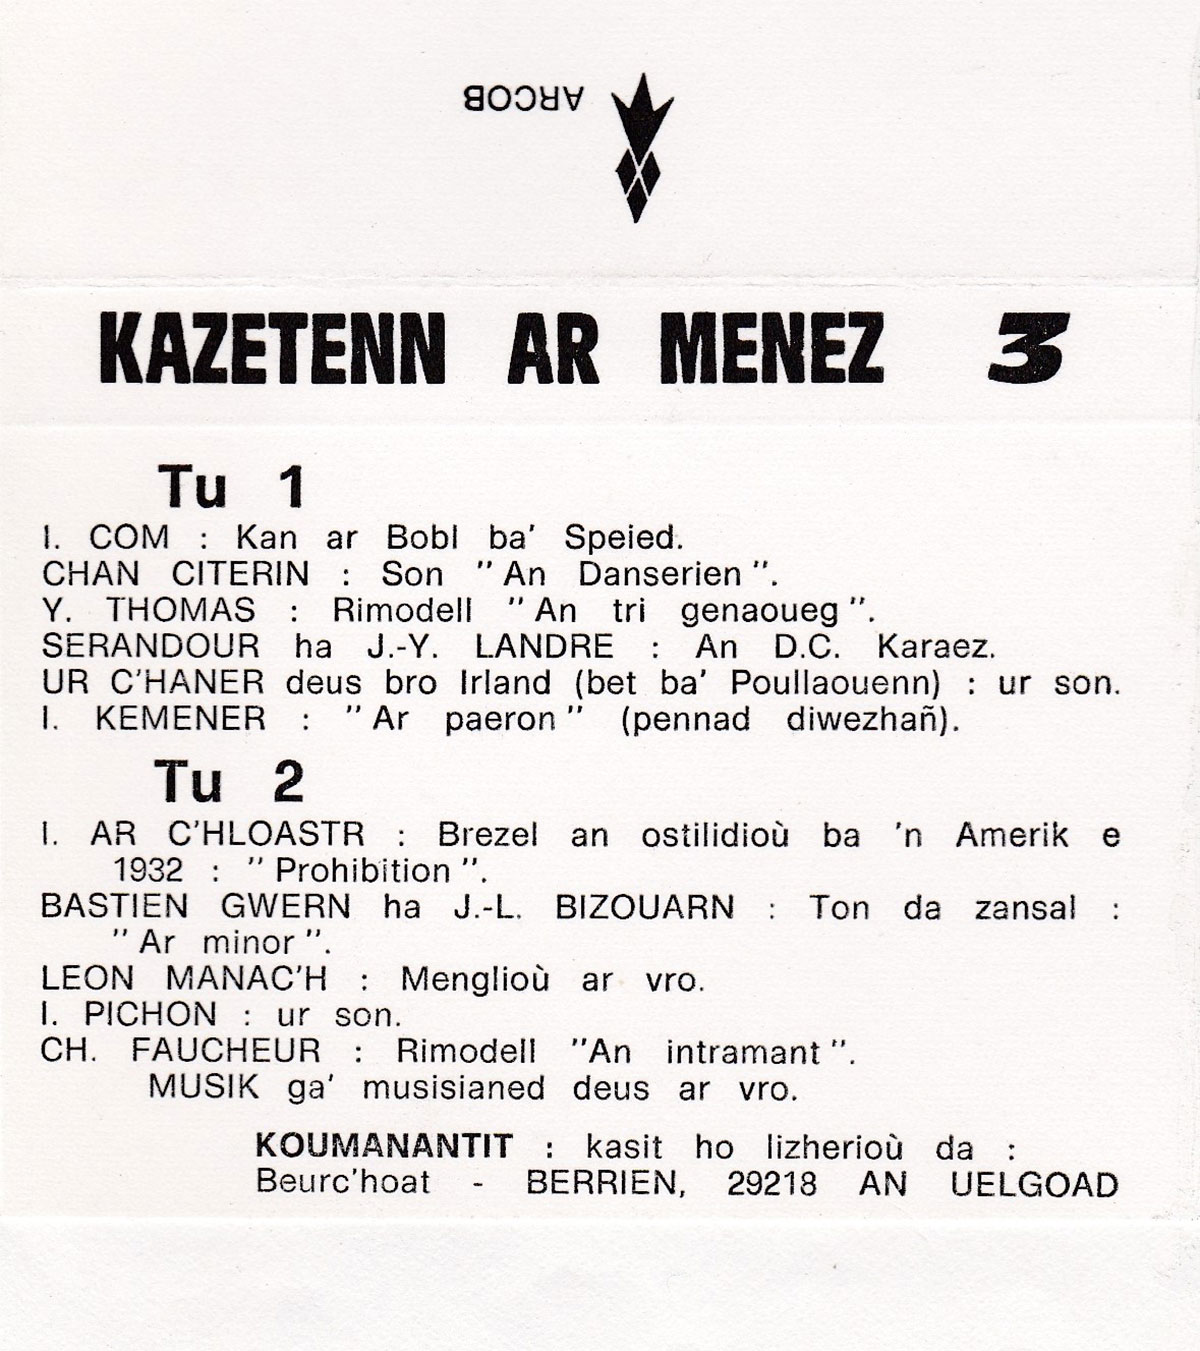 ARCOB
KAZETENN AR MENEZ 3
Tu 1
I. COM : Kan ar Bobl ba' Speied.
CHAN CITERIN : Son "An Danserien".
Y. THOMAS : Rimodell "An tri genaoueg".
SERANDOUR ha J.-Y. LANDRE : An D.C. Karaez.
UR C'HANER deus bro Irland (bet ba' Poullaouenn) : ur son.
I. KEMENER : "Ar paeron" (pennad diwezhañ).
Tu 2
I. AR C'HLOASTR : Brezel an ostilidioù ba 'n Amerik e
1932 : "Prohibition".
BASTIEN GWERN ha J.-L. BIZOUARN : Ton da zansal :
"Ar minor".
LEON MANAC'H : Menglioù ar vro.
I. PICHON : ur son.
CH. FAUCHEUR : Rimodell "An intramant".
MUSIK ga' musisianed deus ar vro.
KOUMANANTIT : kasit ho lizherioù da :
Beurc'hoat - BERRIEN, 29218 AN UELGOAD